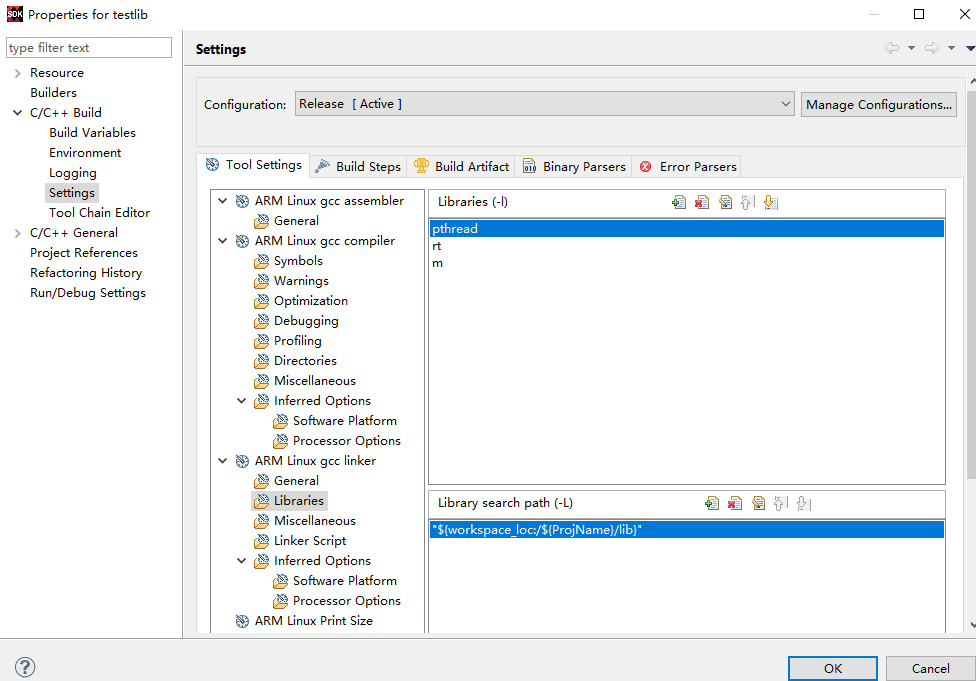 SDK Properties for testlib
type filter text
Resource
Builders
C/C++ Build
Build Variables
Environment
Logging
Settings
Tool Chain Editor
C/C++ General
Project References
Refactoring History
Run/Debug Settings
Settings
Configuration: Release [ Active ] Manage Configurations...
Tool Settings Build Steps Build Artifact Binary Parsers Error Parsers
ARM Linux gcc assembler
General
ARM Linux gcc compiler
Symbols
Warnings
Optimization
Debugging
Profiling
Directories
Miscellaneous
Inferred Options
Software Platform
Processor Options
ARM Linux gcc linker
General
Libraries
Miscellaneous
Linker Script
Inferred Options
Software Platform
Processor Options
ARM Linux Print Size
Libraries (-l)
pthread
rt
m
Library search path (-L)
"${workspace_loc:/${ProjName}/lib}"
? OK Cancel